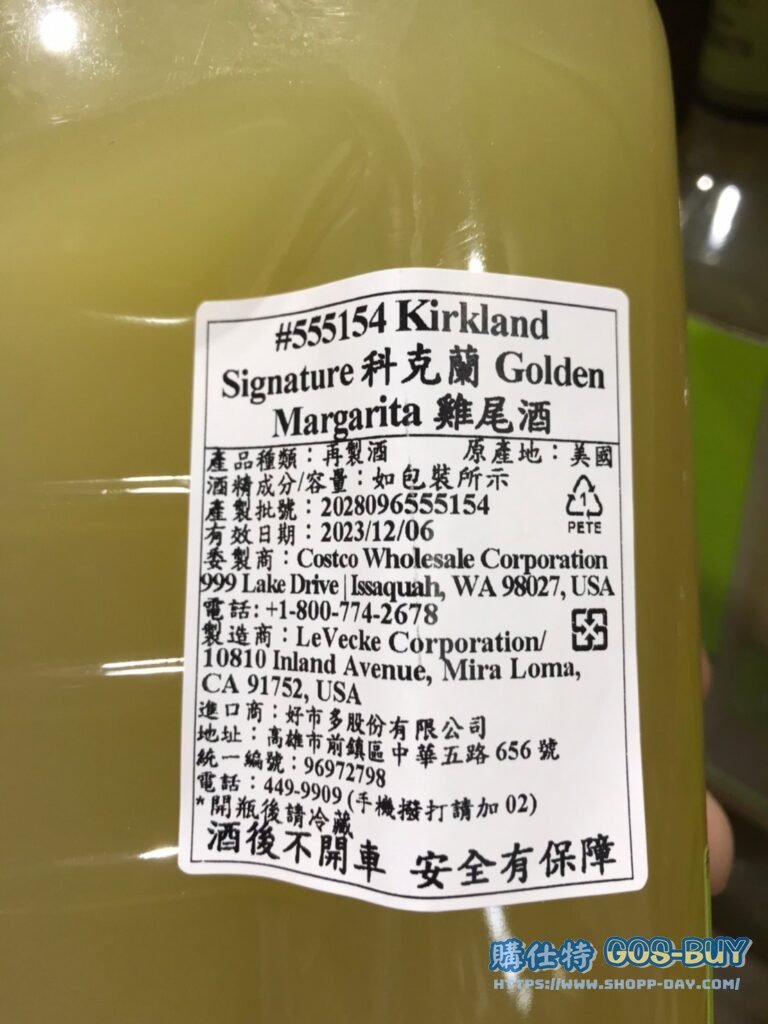 #555154 Kirkland
Signature 科克蘭 Golden
Margarita 雞尾酒
產品種類：再製酒 原產地：美國
酒精成分/容量：如包裝所示
產製批號：2028096555154
有效日期：2023/12/06
1
PETE
委製商：Costco Wholesale Corporation
999 Lake Drive | Issaquah, WA 98027, USA
電話：+1-800-774-2678
製造商：LeVecke Corporation/
10810 Inland Avenue, Mira Loma,
CA 91752, USA
進口商：好市多股份有限公司
地址：高雄市前鎮區中華五路 656 號
統一編號：96972798
電話：449-9909 (手機撥打請加 02)
*開瓶後請冷藏
酒後不開車 安全有保障
購仕特 GOS-BUY
HTTPS://WWW.SHOPP-DAY.COM/